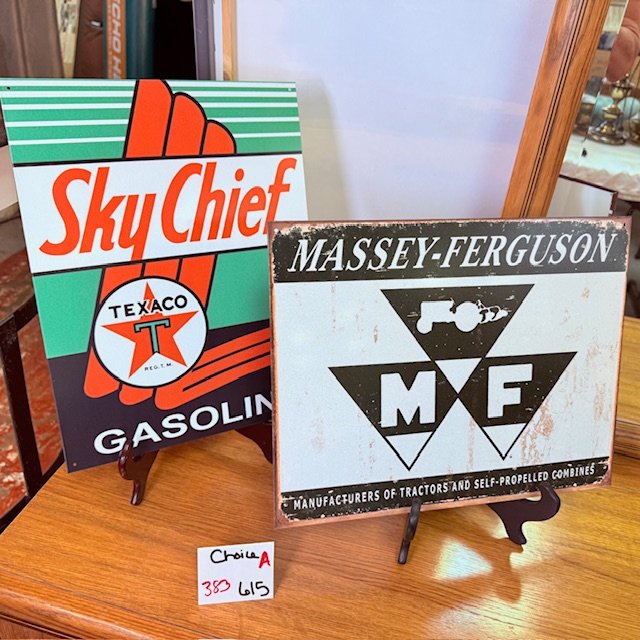 Sky Chief
TEXACO
T
REG. T. M.
GASOLIN
MASSEY-FERGUSON
M F
MANUFACTURERS OF TRACTORS AND SELF-PROPELLED COMBINES
Choice A
383 615